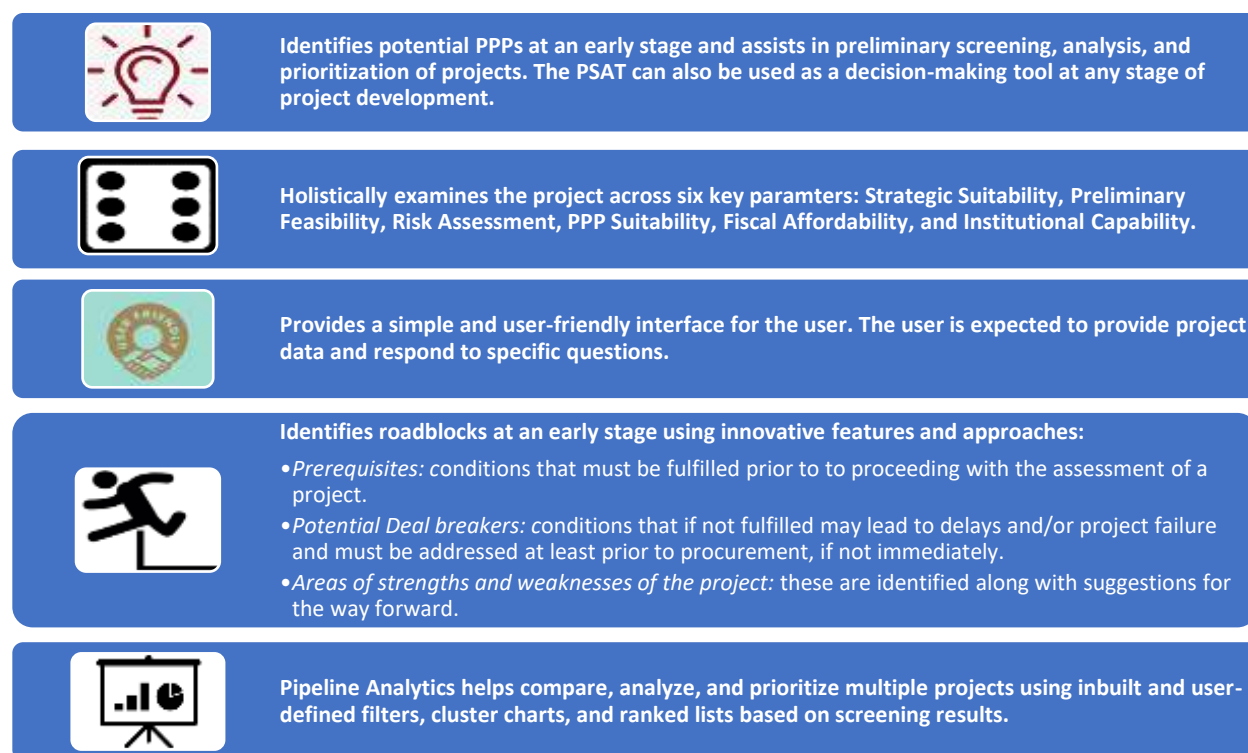 Identifies potential PPPs at an early stage and assists in preliminary screening, analysis, and
prioritization of projects. The PSAT can also be used as a decision-making tool at any stage of
project development.
Holistically examines the project across six key paramters: Strategic Suitability, Preliminary
Feasibility, Risk Assessment, PPP Suitability, Fiscal Affordability, and Institutional Capability.
USER FRIENDLY
Provides a simple and user-friendly interface for the user. The user is expected to provide project
data and respond to specific questions.
Identifies roadblocks at an early stage using innovative features and approaches:
•Prerequisites: conditions that must be fulfilled prior to to proceeding with the assessment of a
project.
•Potential Deal breakers: conditions that if not fulfilled may lead to delays and/or project failure
and must be addressed at least prior to procurement, if not immediately.
•Areas of strengths and weaknesses of the project: these are identified along with suggestions for
the way forward.
Pipeline Analytics helps compare, analyze, and prioritize multiple projects using inbuilt and user-
defined filters, cluster charts, and ranked lists based on screening results.